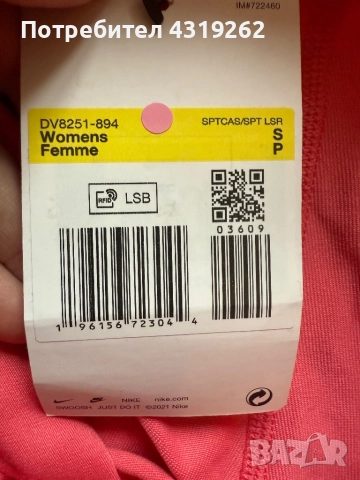 Потребител 4319262
IM#722460
DV8251-894
SPTCAS/SPT LSR
Womens
S
Femme
P
RFID
LSB
03609
1 96156 72304 4
NIKE nike.com
SWOOSH JUST DO IT ©2021 Nike
BAZAR